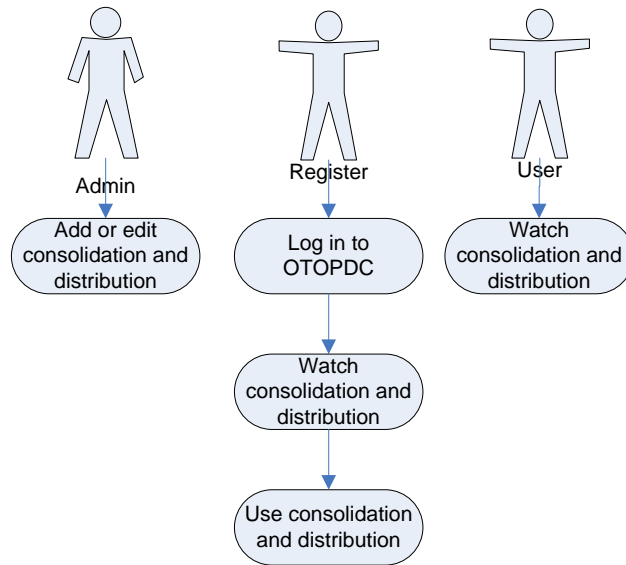 Admin
Register
User
Add or edit
consolidation and
distribution
Log in to
OTOPDC
Watch
consolidation and
distribution
Watch
consolidation and
distribution
Use consolidation
and distribution